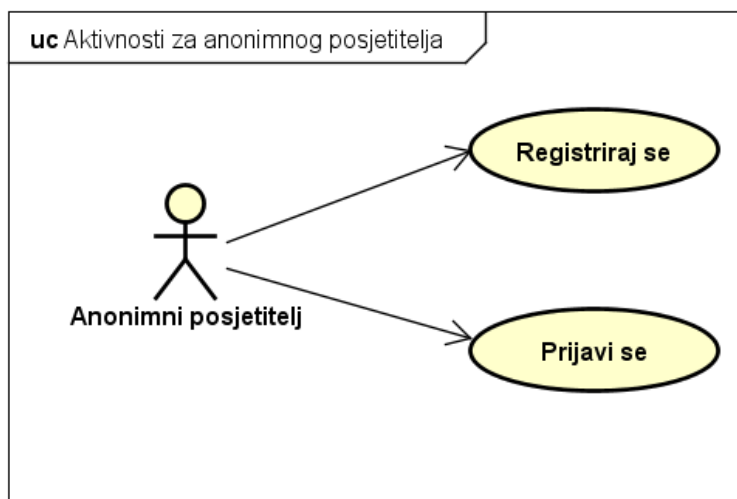 uc Aktivnosti za anonimnog posjetitelja
Registriraj se
Anonimni posjetitelj
Prijavi se